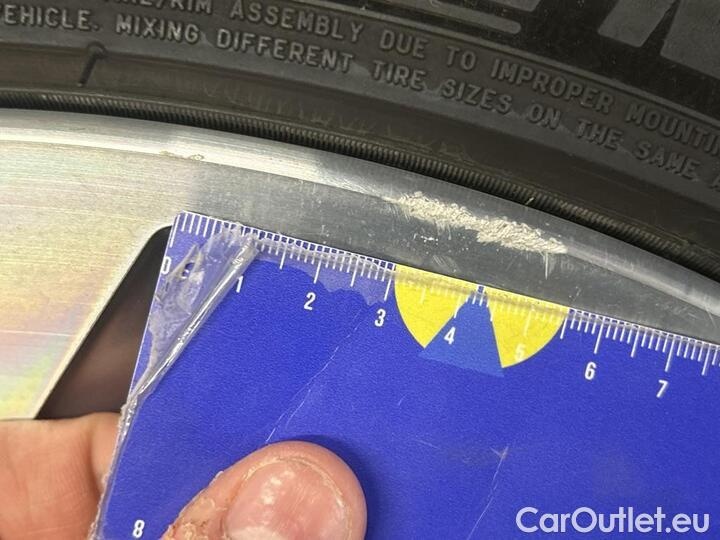 RIM ASSEMBLY DUE TO IMPROPER MOUNTIN
VEHICLE. MIXING DIFFERENT TIRE SIZES ON THE SAME
0 1 2 3 4 5 6 7
8
CarOutlet.eu